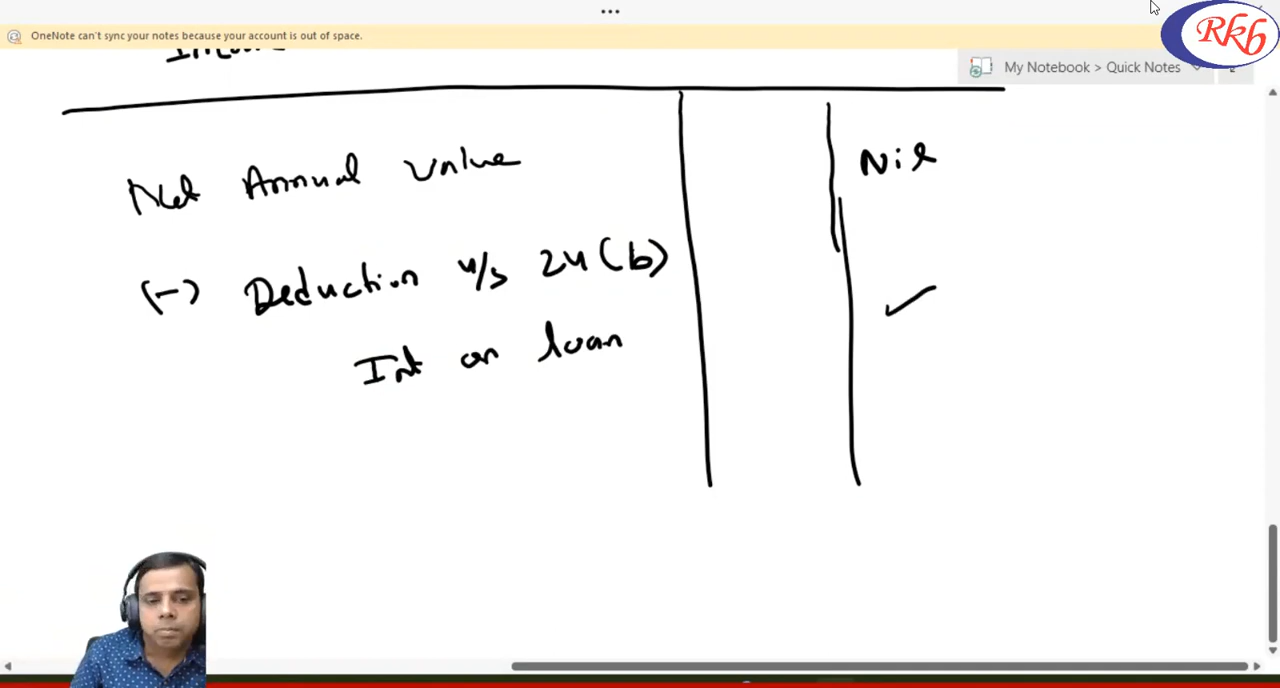 •••
OneNote can't sync your notes because your account is out of space.
Rkb
My Notebook > Quick Notes
Net Annual Value Nil
(-) Deduction u/s 24(b) ✓
Int on loan